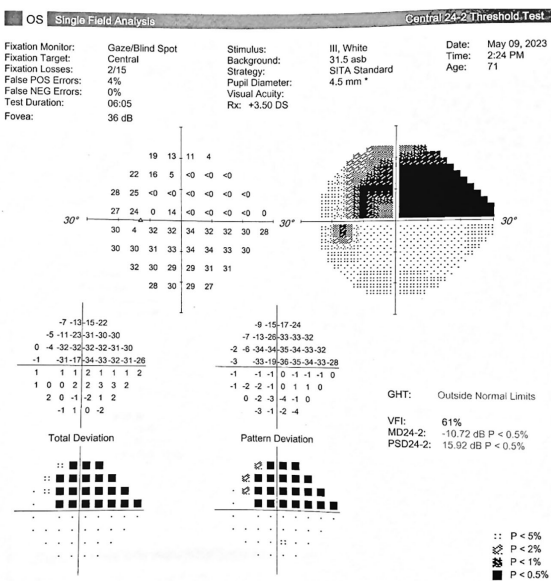 OS Single Field Analysis Central 24-2 Threshold Test
Fixation Monitor: Gaze/Blind Spot Stimulus: III, White Date: May 09, 2023
Fixation Target: Central Background: 31.5 asb Time: 2:24 PM
Fixation Losses: 2/15 Strategy: SITA Standard Age: 71
False POS Errors: 4% Pupil Diameter: 4.5 mm *
False NEG Errors: 0% Visual Acuity:
Test Duration: 06:05 Rx: +3.50 DS
Fovea: 36 dB
19 13 11 4
22 16 5 <0 <0 <0
28 25 <0 <0 <0 <0 <0 <0
27 24 0 14 <0 <0 <0 <0 0
30° 30° 30°
30 4 32 32 34 32 32 30 28
30 30 31 33 34 34 33 30
32 30 29 29 31 31
28 30 29 27
-7 -13 -15 -22 -9 -15 -17 -24
-5 -11 -23 -31 -30 -30 -7 -13 -26 -33 -33 -32
0 -4 -32 -32 -32 -32 -31 -30 -2 -6 -34 -34 -35 -34 -33 -32
-1 -31 -17 -34 -33 -32 -31 -26 -3 -33 -19 -36 -35 -34 -33 -28
1 1 1 2 1 1 1 2 -1 -1 -1 0 -1 -1 -1 0
1 0 0 2 2 3 3 2 -1 -2 -2 -1 0 1 1 0
2 0 -1 -2 1 2 0 -2 -3 -4 -1 0
-1 1 0 -2 -3 -1 -2 -4
GHT: Outside Normal Limits
VFI: 61%
MD24-2: -10.72 dB P < 0.5%
PSD24-2: 15.92 dB P < 0.5%
Total Deviation Pattern Deviation
P < 5%
P < 2%
P < 1%
P < 0.5%